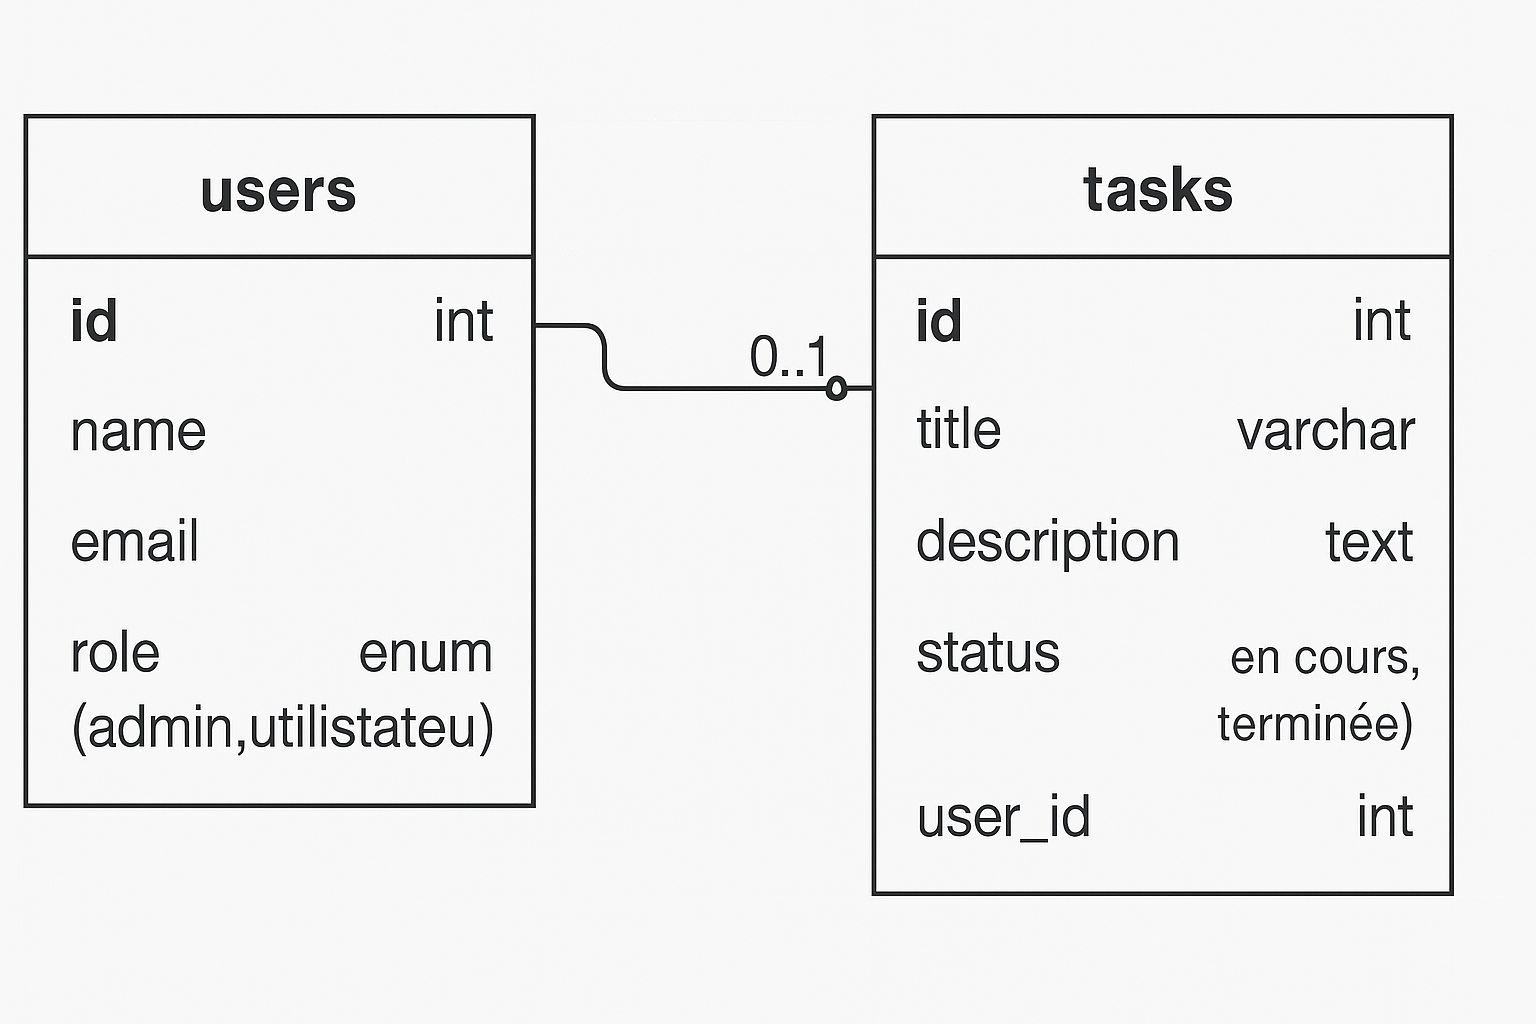 users
id int
name
email
role enum
(admin,utilistateu)
0..1
tasks
id int
title varchar
description text
status en cours,
terminée)
user_id int